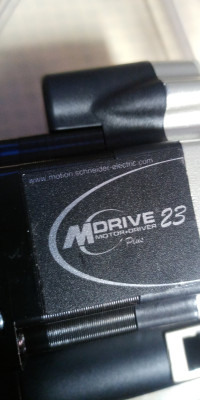 www.motion.schneider-electric.com
MDRIVE 23
MOTOR+DRIVER
Plus